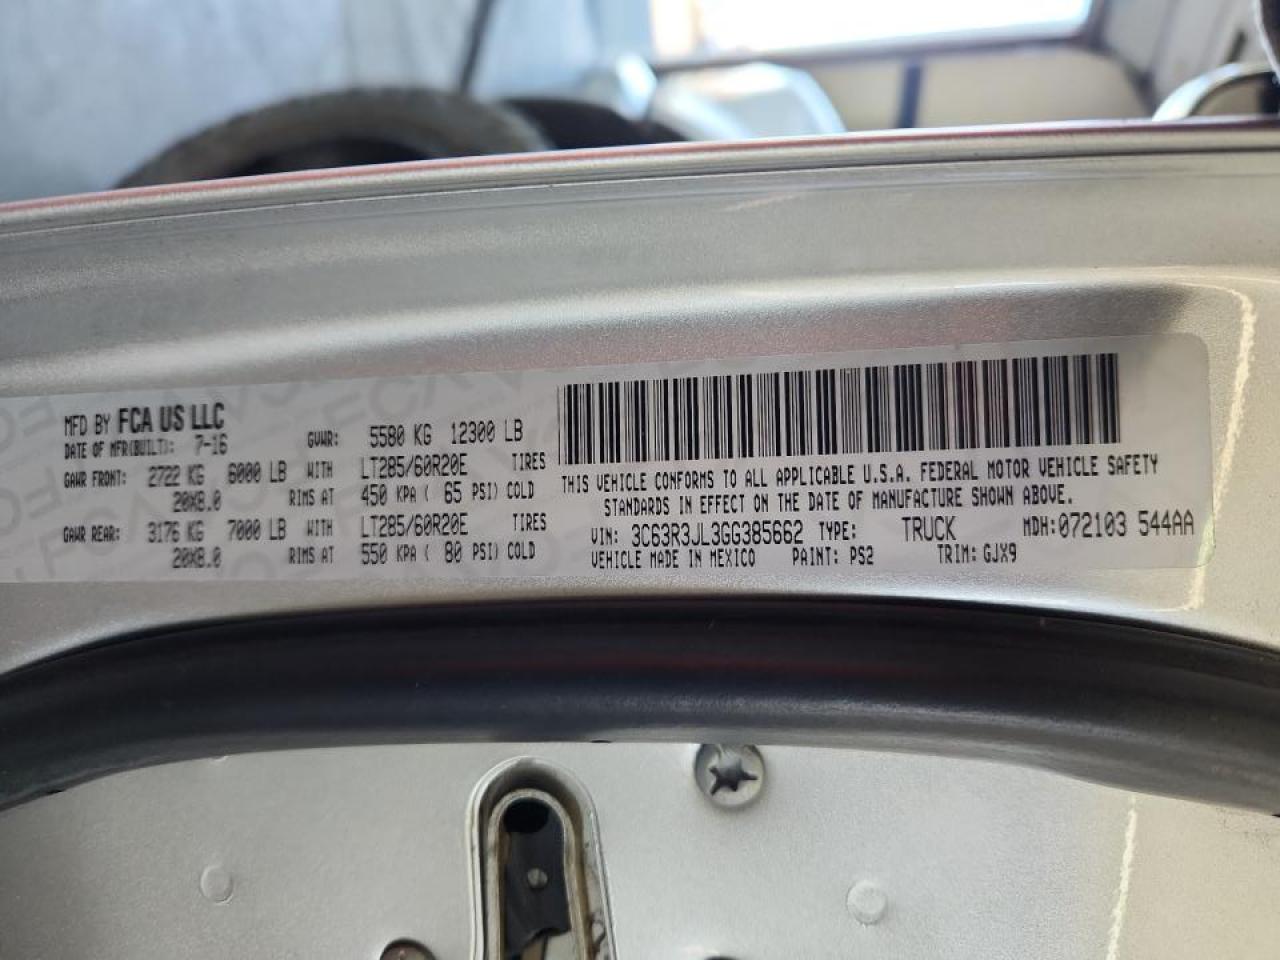 MFD BY FCA US LLC
DATE OF MFR(BUILT): 7-16
GVWR: 5580 KG 12300 LB
GAWR FRONT: 2722 KG 6000 LB WITH LT285/60R20E TIRES
20X8.0 RIMS AT 450 KPA ( 65 PSI) COLD
GAWR REAR: 3176 KG 7000 LB WITH LT285/60R20E TIRES
20X8.0 RIMS AT 550 KPA ( 80 PSI) COLD
THIS VEHICLE CONFORMS TO ALL APPLICABLE U.S.A. FEDERAL MOTOR VEHICLE SAFETY
STANDARDS IN EFFECT ON THE DATE OF MANUFACTURE SHOWN ABOVE.
VIN: 3C63R3JL3GG385662 TYPE: TRUCK MDH:072103 544AA
VEHICLE MADE IN MEXICO PAINT: PS2 TRIM: GJX9